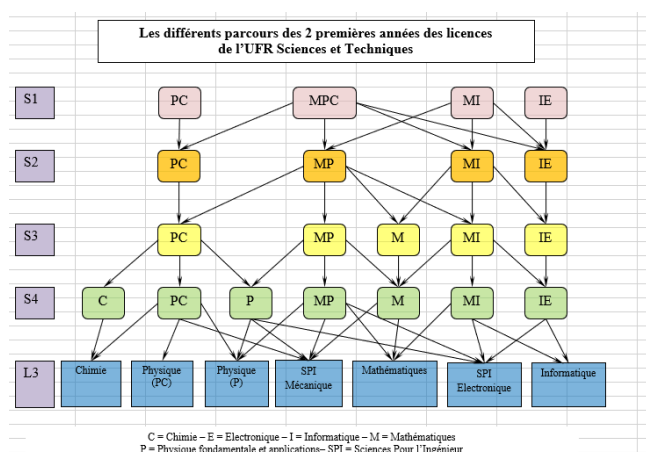 Les différents parcours des 2 premières années des licences
de l'UFR Sciences et Techniques
S1 PC MPC MI IE
S2 PC MP MI IE
S3 PC MP M MI IE
S4 C PC P MP M MI IE
L3 Chimie Physique (PC) Physique (P) SPI Mécanique Mathématiques SPI Electronique Informatique
C = Chimie – E = Electronique – I = Informatique – M = Mathématiques
P = Physique fondamentale et applications– SPI = Sciences Pour l'Ingénieur